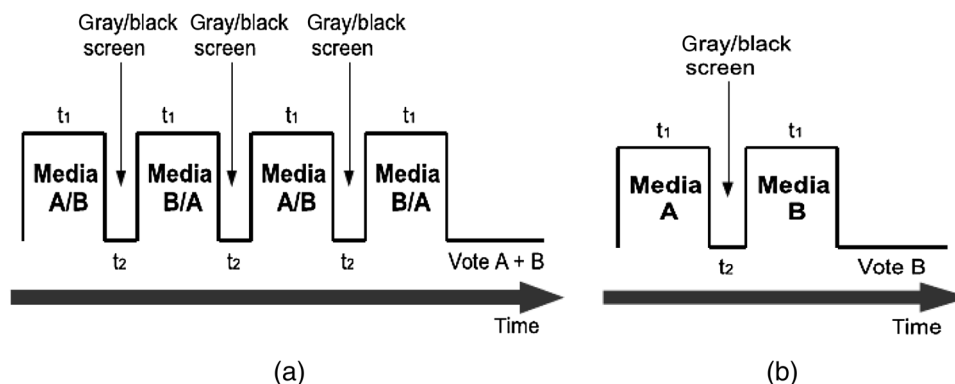 Gray/black
screen
Gray/black
screen
Gray/black
screen
t1
t1
t1
t1
Media
A/B
Media
B/A
Media
A/B
Media
B/A
t2
t2
t2
Vote A + B
Time
(a)
Gray/black
screen
t1
t1
Media
A
Media
B
t2
Vote B
Time
(b)